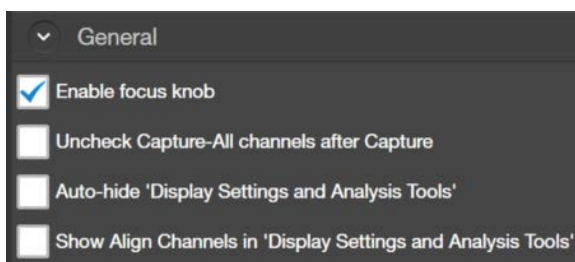 General
Enable focus knob
Uncheck Capture-All channels after Capture
Auto-hide 'Display Settings and Analysis Tools'
Show Align Channels in 'Display Settings and Analysis Tools'